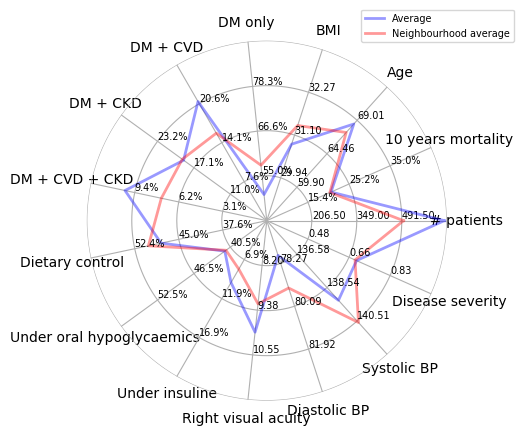 Average
Neighbourhood average
DM only
BMI
DM + CVD
Age
DM + CKD
10 years mortality
DM + CVD + CKD
# patients
Dietary control
Disease severity
Under oral hypoglycaemics
Systolic BP
Under insuline
Diastolic BP
Right visual acuity
78.3%
66.6%
55.0%
32.27
31.10
29.94
69.01
64.46
59.90
35.0%
25.2%
15.4%
206.50
349.00
491.50
0.48
0.66
0.83
136.58
138.54
140.51
78.27
80.09
81.92
8.20
9.38
10.55
6.9%
11.9%
16.9%
40.5%
46.5%
52.5%
37.6%
45.0%
52.4%
3.1%
6.2%
9.4%
11.0%
17.1%
23.2%
7.6%
14.1%
20.6%